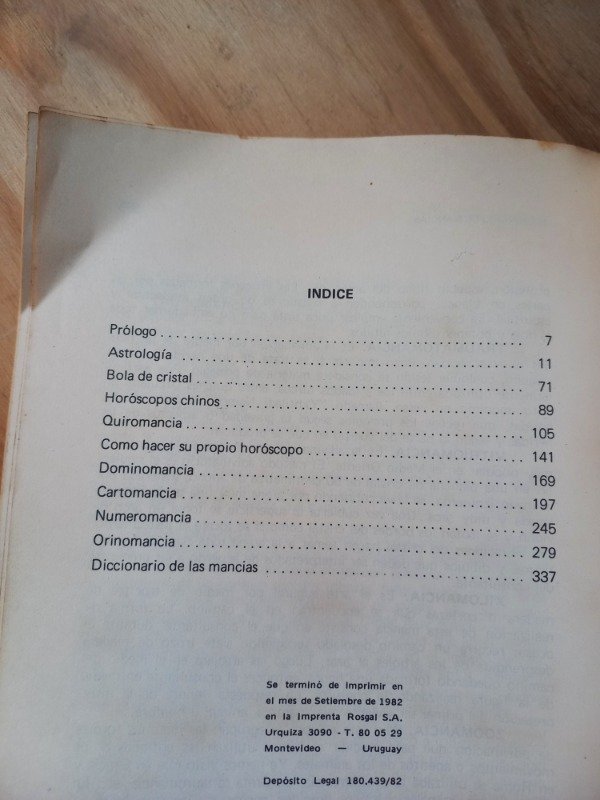 INDICE
Prólogo ........................................ 7
Astrología ........................................ 11
Bola de cristal ........................................ 71
Horóscopos chinos ........................................ 89
Quiromancia ........................................ 105
Como hacer su propio horóscopo ........................................ 141
Dominomancia ........................................ 169
Cartomancia ........................................ 197
Numeromancia ........................................ 245
Orinomancia ........................................ 279
Diccionario de las mancias ........................................ 337
Se terminó de imprimir en
el mes de Setiembre de 1982
en la Imprenta Rosgal S.A.
Urquiza 3090 - T. 80 05 29
Montevideo — Uruguay
Depósito Legal 180.439/82